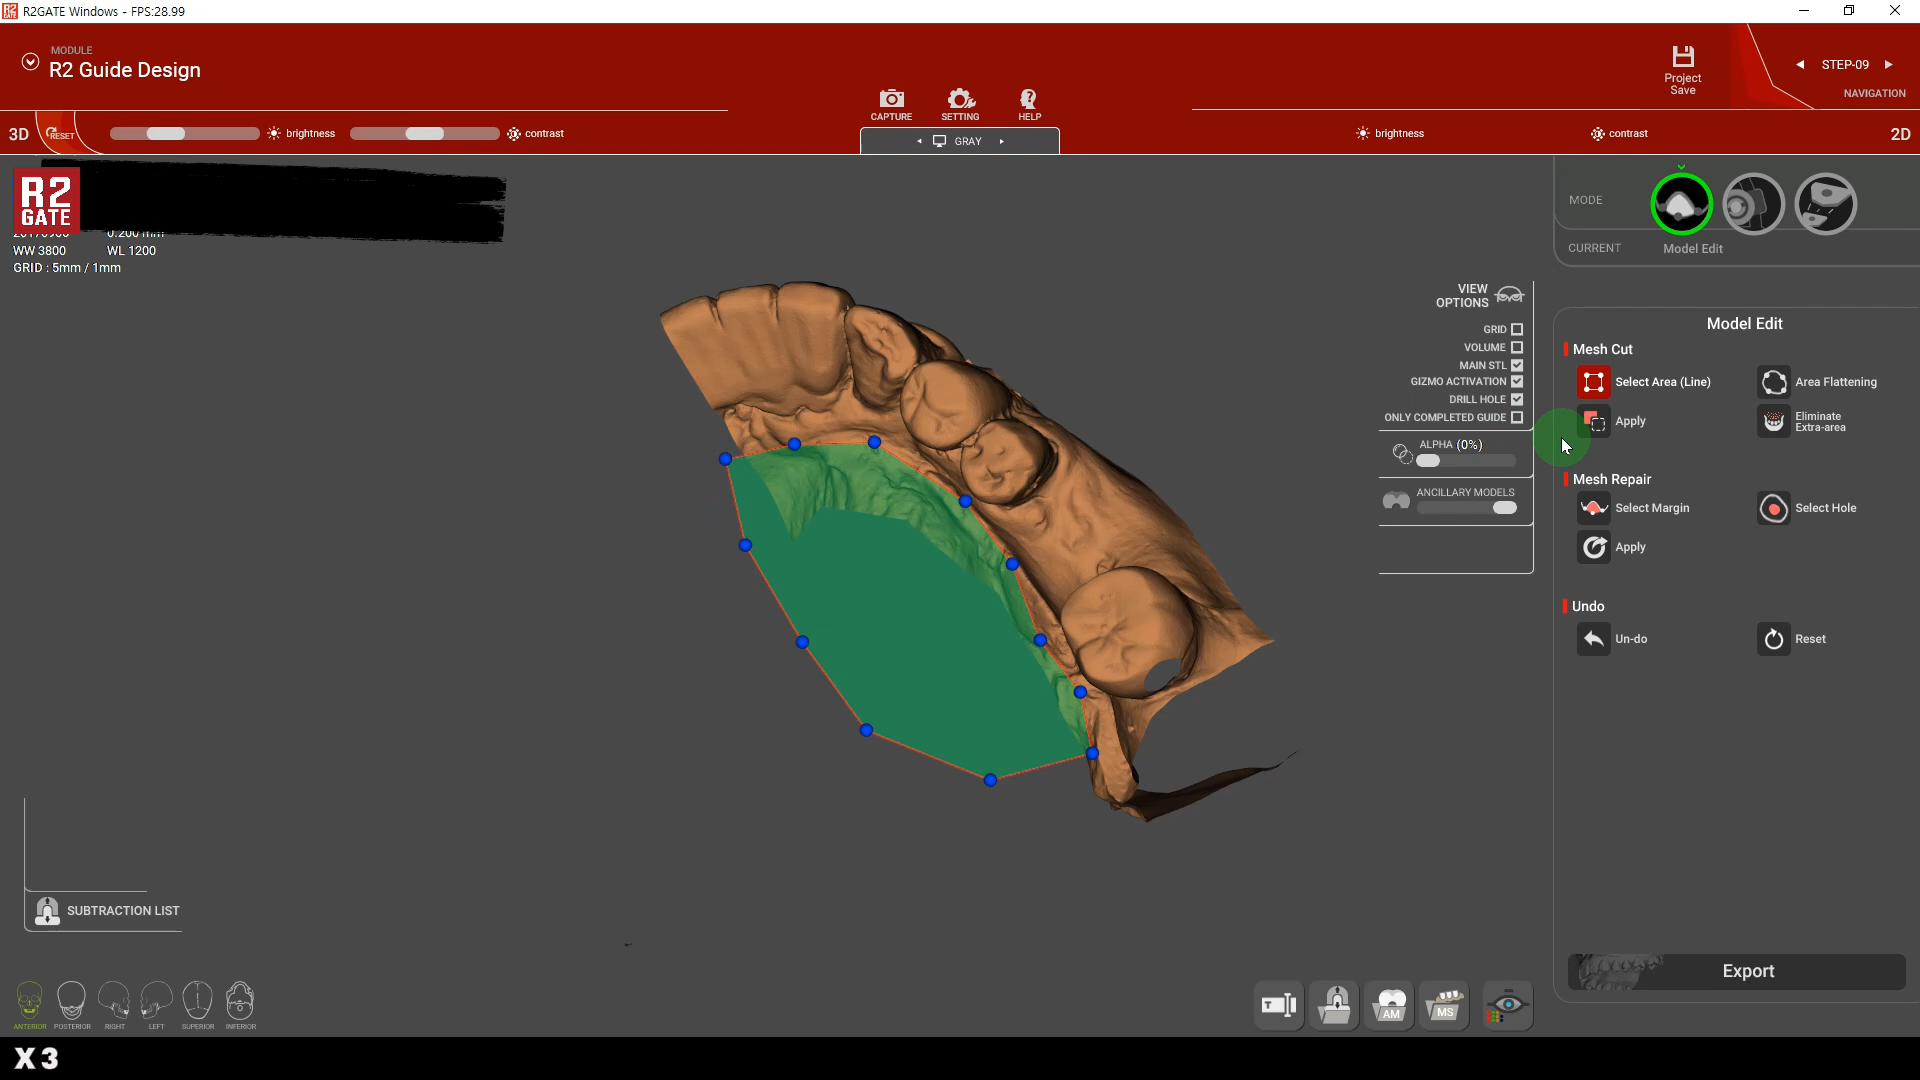 R2GATE Windows - FPS:28.99
MODULE
R2 Guide Design
Project
Save
STEP-09
NAVIGATION
CAPTURE
SETTING
HELP
3D
RESET
brightness
contrast
GRAY
brightness
contrast
2D
R2
GATE
WW 3800
WL 1200
GRID : 5mm / 1mm
MODE
CURRENT
Model Edit
VIEW
OPTIONS
GRID
VOLUME
MAIN STL
GIZMO ACTIVATION
DRILL HOLE
ONLY COMPLETED GUIDE
ALPHA (0%)
ANCILLARY MODELS
Model Edit
Mesh Cut
Select Area (Line)
Area Flattening
Apply
Eliminate
Extra-area
Mesh Repair
Select Margin
Select Hole
Apply
Undo
Un-do
Reset
SUBTRACTION LIST
Export
ANTERIOR
POSTERIOR
RIGHT
LEFT
SUPERIOR
INFERIOR
T
AM
MS
X 3